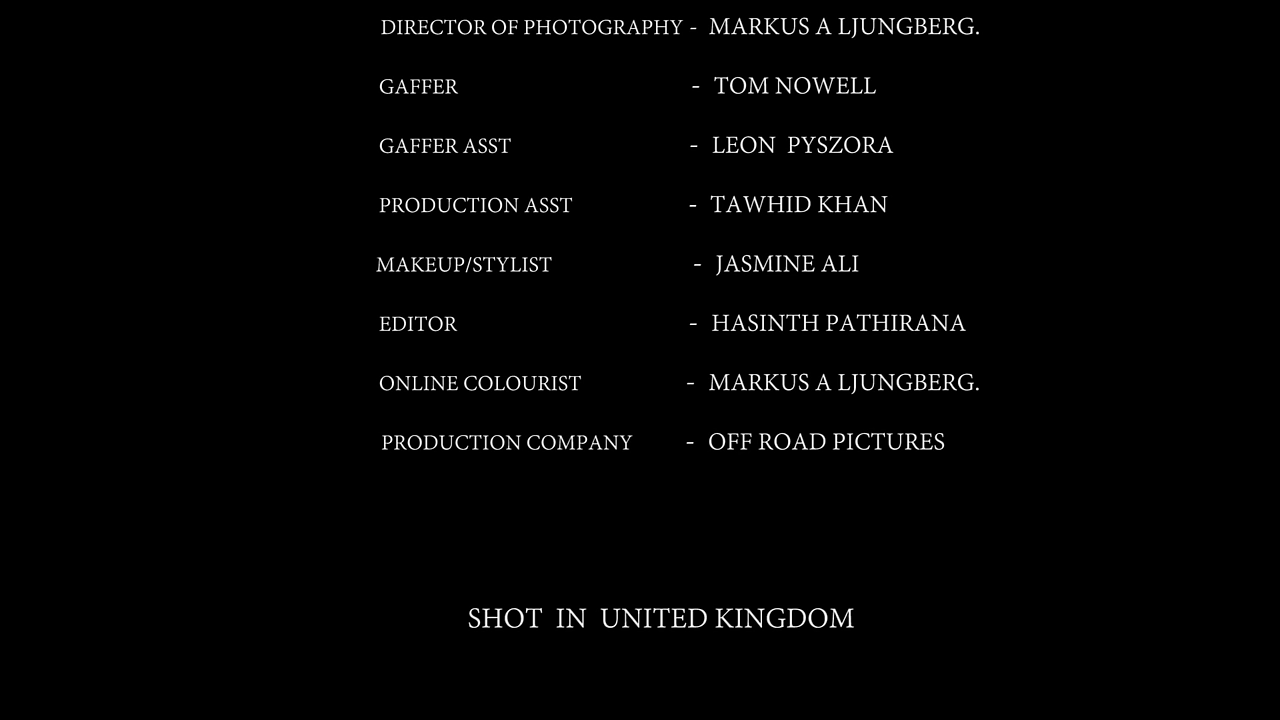 DIRECTOR OF PHOTOGRAPHY - MARKUS A LJUNGBERG.
GAFFER - TOM NOWELL
GAFFER ASST - LEON PYSZORA
PRODUCTION ASST - TAWHID KHAN
MAKEUP/STYLIST - JASMINE ALI
EDITOR - HASINTH PATHIRANA
ONLINE COLOURIST - MARKUS A LJUNGBERG.
PRODUCTION COMPANY - OFF ROAD PICTURES
SHOT IN UNITED KINGDOM